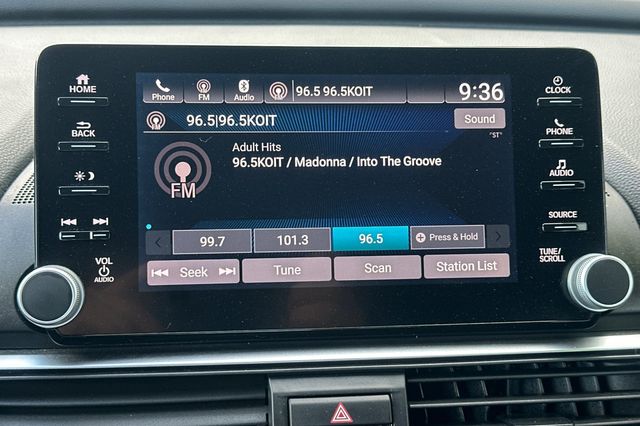 HOME
BACK
VOL
AUDIO
Phone FM Audio 96.5 96.5KOIT 9:36
96.5|96.5KOIT Sound
"ST"
Adult Hits
96.5KOIT / Madonna / Into The Groove
FM
99.7 101.3 96.5 Press & Hold
Seek Tune Scan Station List
CLOCK
PHONE
AUDIO
SOURCE
TUNE/
SCROLL